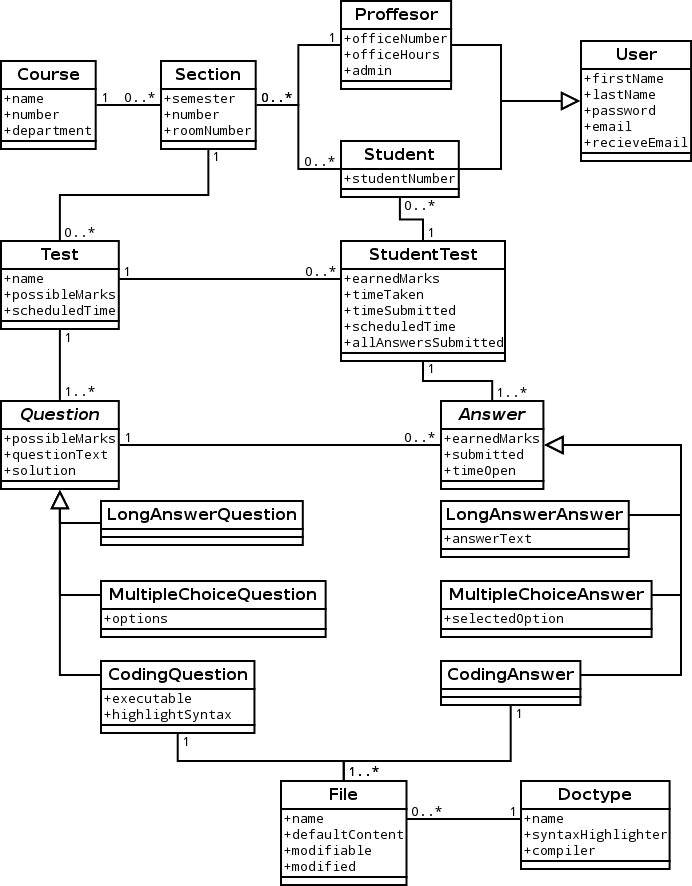 Proffesor
+officeNumber
+officeHours
+admin
User
+firstName
+lastName
+password
+email
+recieveEmail
Course
+name
+number
+department
1 0..*
Section
+semester
+number
+roomNumber
0..*
1
0..*
Student
+studentNumber
1
0..*
0..*
1
Test
+name
+possibleMarks
+scheduledTime
1 0..*
StudentTest
+earnedMarks
+timeTaken
+timeSubmitted
+scheduledTime
+allAnswersSubmitted
1
1..*
1
1..*
Question
+possibleMarks
+questionText
+solution
1 0..*
Answer
+earnedMarks
+submitted
+timeOpen
LongAnswerQuestion
LongAnswerAnswer
+answerText
MultipleChoiceQuestion
+options
MultipleChoiceAnswer
+selectedOption
CodingQuestion
+executable
+highlightSyntax
CodingAnswer
1
1
1..*
File
+name
+defaultContent
+modifiable
+modified
0..* 1
Doctype
+name
+syntaxHighlighter
+compiler